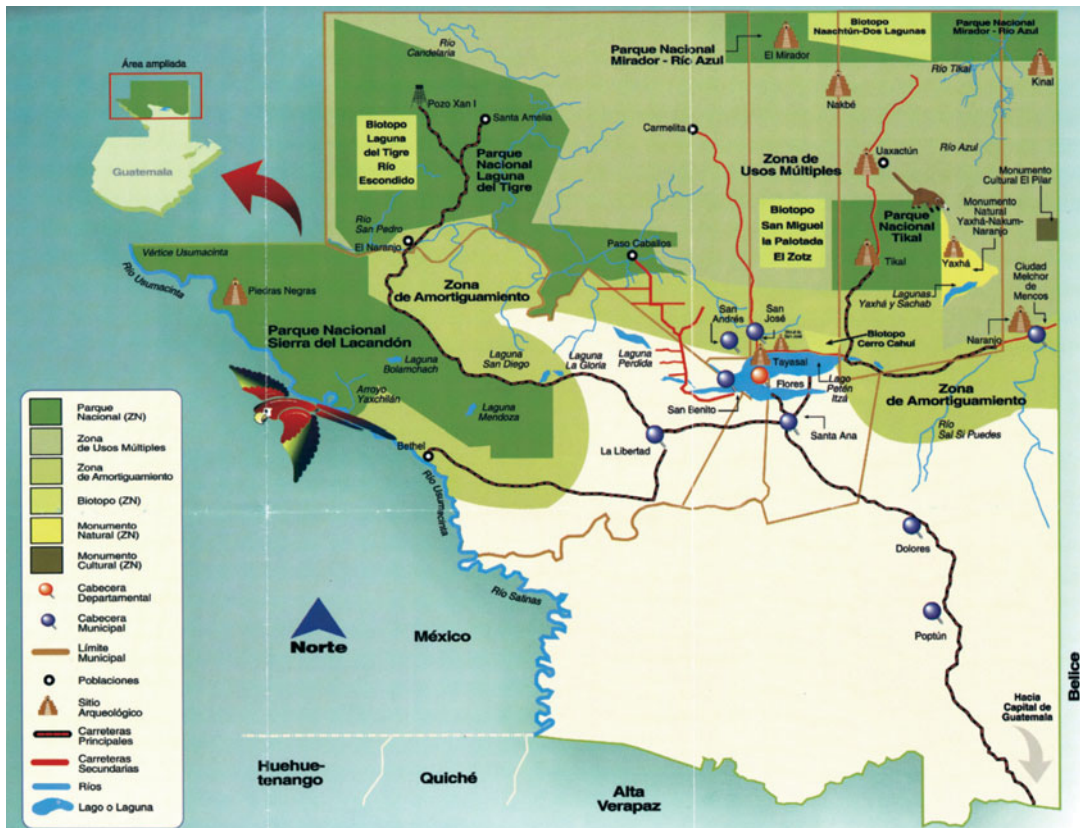 Área ampliada
Guatemala
Río
Candelaria
Pozo Xan I
Santa Amelia
Biotopo
Laguna
del Tigre
Río
Escondido
Parque
Nacional
Laguna
del Tigre
Río
San Pedro
El Naranjo
Parque Nacional
Mirador - Río Azul
El Mirador
Biotopo
Naachtún-Dos Lagunas
Parque Nacional
Mirador - Río Azul
Río Tikal
Kinal
Nakbé
Carmelita
Zona de
Usos Múltiples
Uaxactún
Río Azul
Monumento
Cultural El Pilar
Monumento
Natural
Yaxhá-Nakum-
Naranjo
Biotopo
San Miguel
la Palotada
El Zotz
Parque
Nacional
Tikal
Tikal
Yaxhá
Lagunas
Yaxhá y Sachab
Ciudad
Melchor
de
Mencos
Naranjo
Paso Caballos
Vértice Usumacinta
Río Usumacinta
Piedras Negras
Zona
de Amortiguamiento
Parque Nacional
Sierra del Lacandón
Laguna
Bolamchach
Laguna
San Diego
Laguna
La Gloria
Laguna
Perdida
San
Andrés
San
José
Tayasal
Flores
Biotopo
Cerro Cahuí
Lago
Petén
Itzá
Zona
de Amortiguamiento
Río
Sal Si Puedes
San Benito
Santa Ana
La Libertad
Arroyo
Yaxchilán
Laguna
Mendoza
Bethel
Río Usumacinta
Dolores
Poptún
Río Salinas
Norte
México
Belice
Hacia
Capital de
Guatemala
Huehue-
tenango
Quiché
Alta
Verapaz
Parque
Nacional (ZN)
Zona
de Usos Múltiples
Zona
de Amortiguamiento
Biotopo (ZN)
Monumento
Natural (ZN)
Monumento
Cultural (ZN)
Cabecera
Departamental
Cabecera
Municipal
Límite
Municipal
Poblaciones
Sitio
Arqueológico
Carreteras
Principales
Carreteras
Secundarias
Ríos
Lago o Laguna